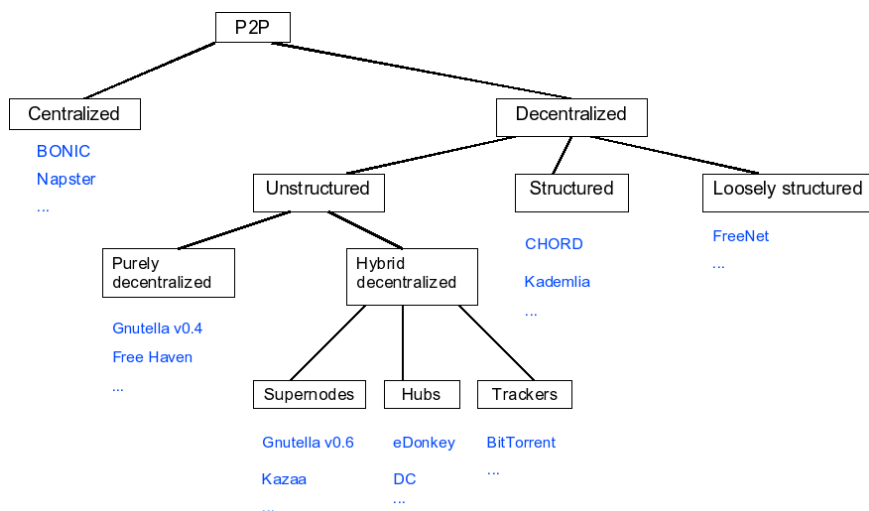 P2P
Centralized
Decentralized
BONIC
Napster
...
Unstructured
Structured
Loosely structured
CHORD
Kademlia
...
FreeNet
...
Purely
decentralized
Hybrid
decentralized
Gnutella v0.4
Free Haven
...
Supernodes
Hubs
Trackers
Gnutella v0.6
Kazaa
...
eDonkey
DC
...
BitTorrent
...